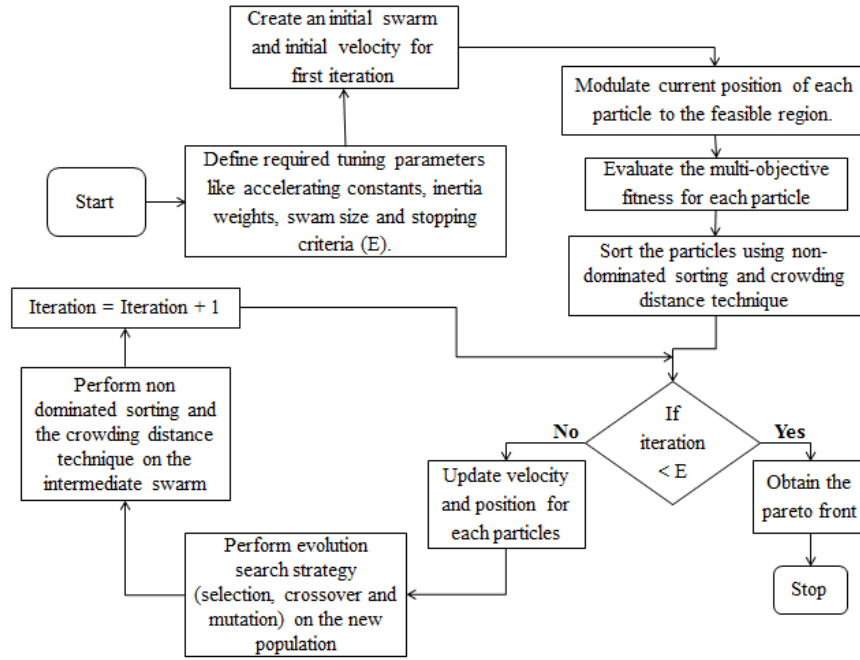 Start
Define required tuning parameters
like accelerating constants, inertia
weights, swam size and stopping
criteria (E).
Create an initial swarm
and initial velocity for
first iteration
Modulate current position of each
particle to the feasible region.
Evaluate the multi-objective
fitness for each particle
Sort the particles using non-
dominated sorting and crowding
distance technique
If
iteration
< E
Yes
Obtain the
pareto front
Stop
No
Update velocity
and position for
each particles
Perform evolution
search strategy
(selection, crossover and
mutation) on the new
population
Perform non
dominated sorting and
the crowding distance
technique on the
intermediate swarm
Iteration = Iteration + 1